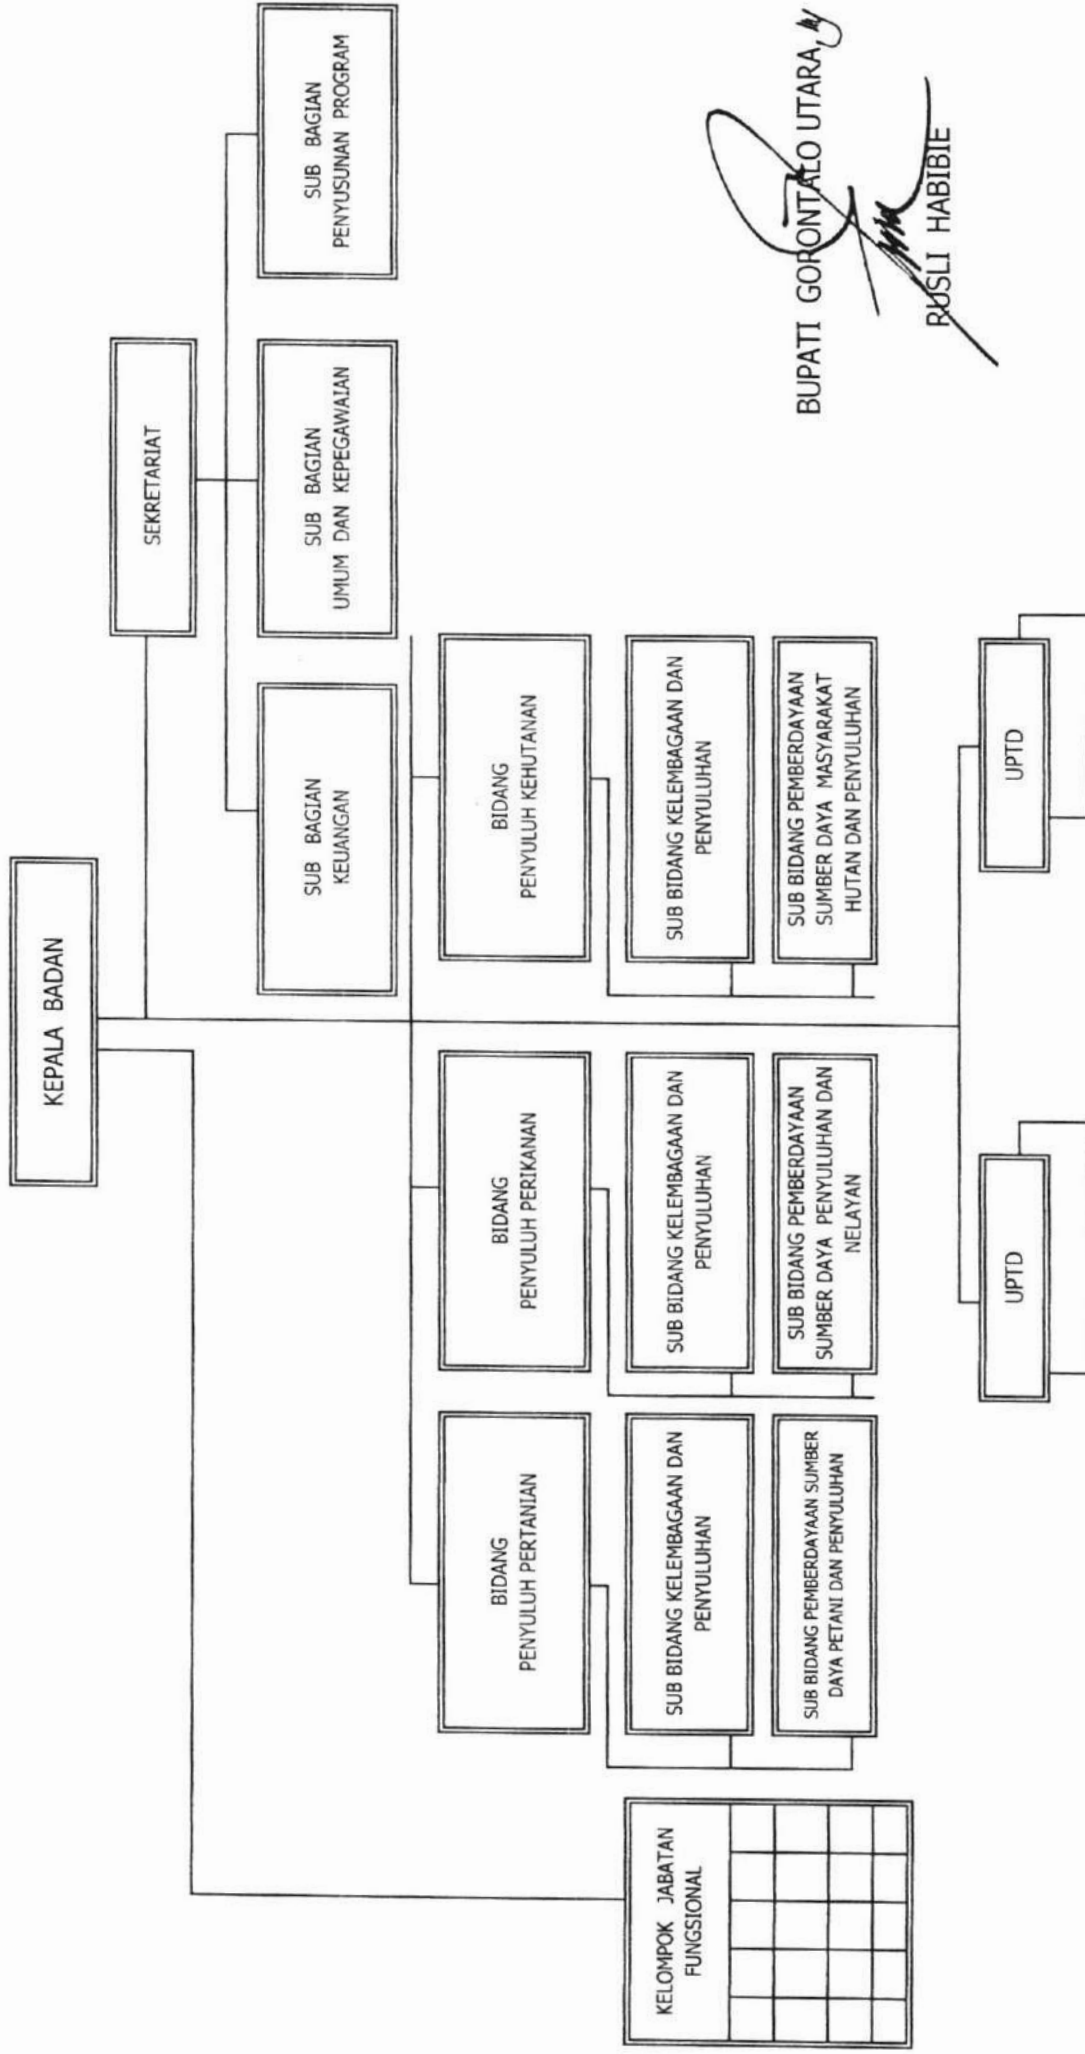 KEPALA BADAN
SEKRETARIAT
SUB BAGIAN
KEUANGAN
SUB BAGIAN
UMUM DAN KEPEGAWAIAN
SUB BAGIAN
PENYUSUNAN PROGRAM
BIDANG
PENYULUH PERTANIAN
BIDANG
PENYULUH PERIKANAN
BIDANG
PENYULUH KEHUTANAN
KELOMPOK JABATAN
FUNGSIONAL
SUB BIDANG KELEMBAGAAN DAN
PENYULUHAN
SUB BIDANG KELEMBAGAAN DAN
PENYULUHAN
SUB BIDANG KELEMBAGAAN DAN
PENYULUHAN
SUB BIDANG PEMBERDAYAAN SUMBER
DAYA PETANI DAN PENYULUHAN
SUB BIDANG PEMBERDAYAAN
SUMBER DAYA PENYULUHAN DAN
NELAYAN
SUB BIDANG PEMBERDAYAAN
SUMBER DAYA MASYARAKAT
HUTAN DAN PENYULUHAN
UPTD
UPTD
BUPATI GORONTALO UTARA,
RUSLI HABIBIE